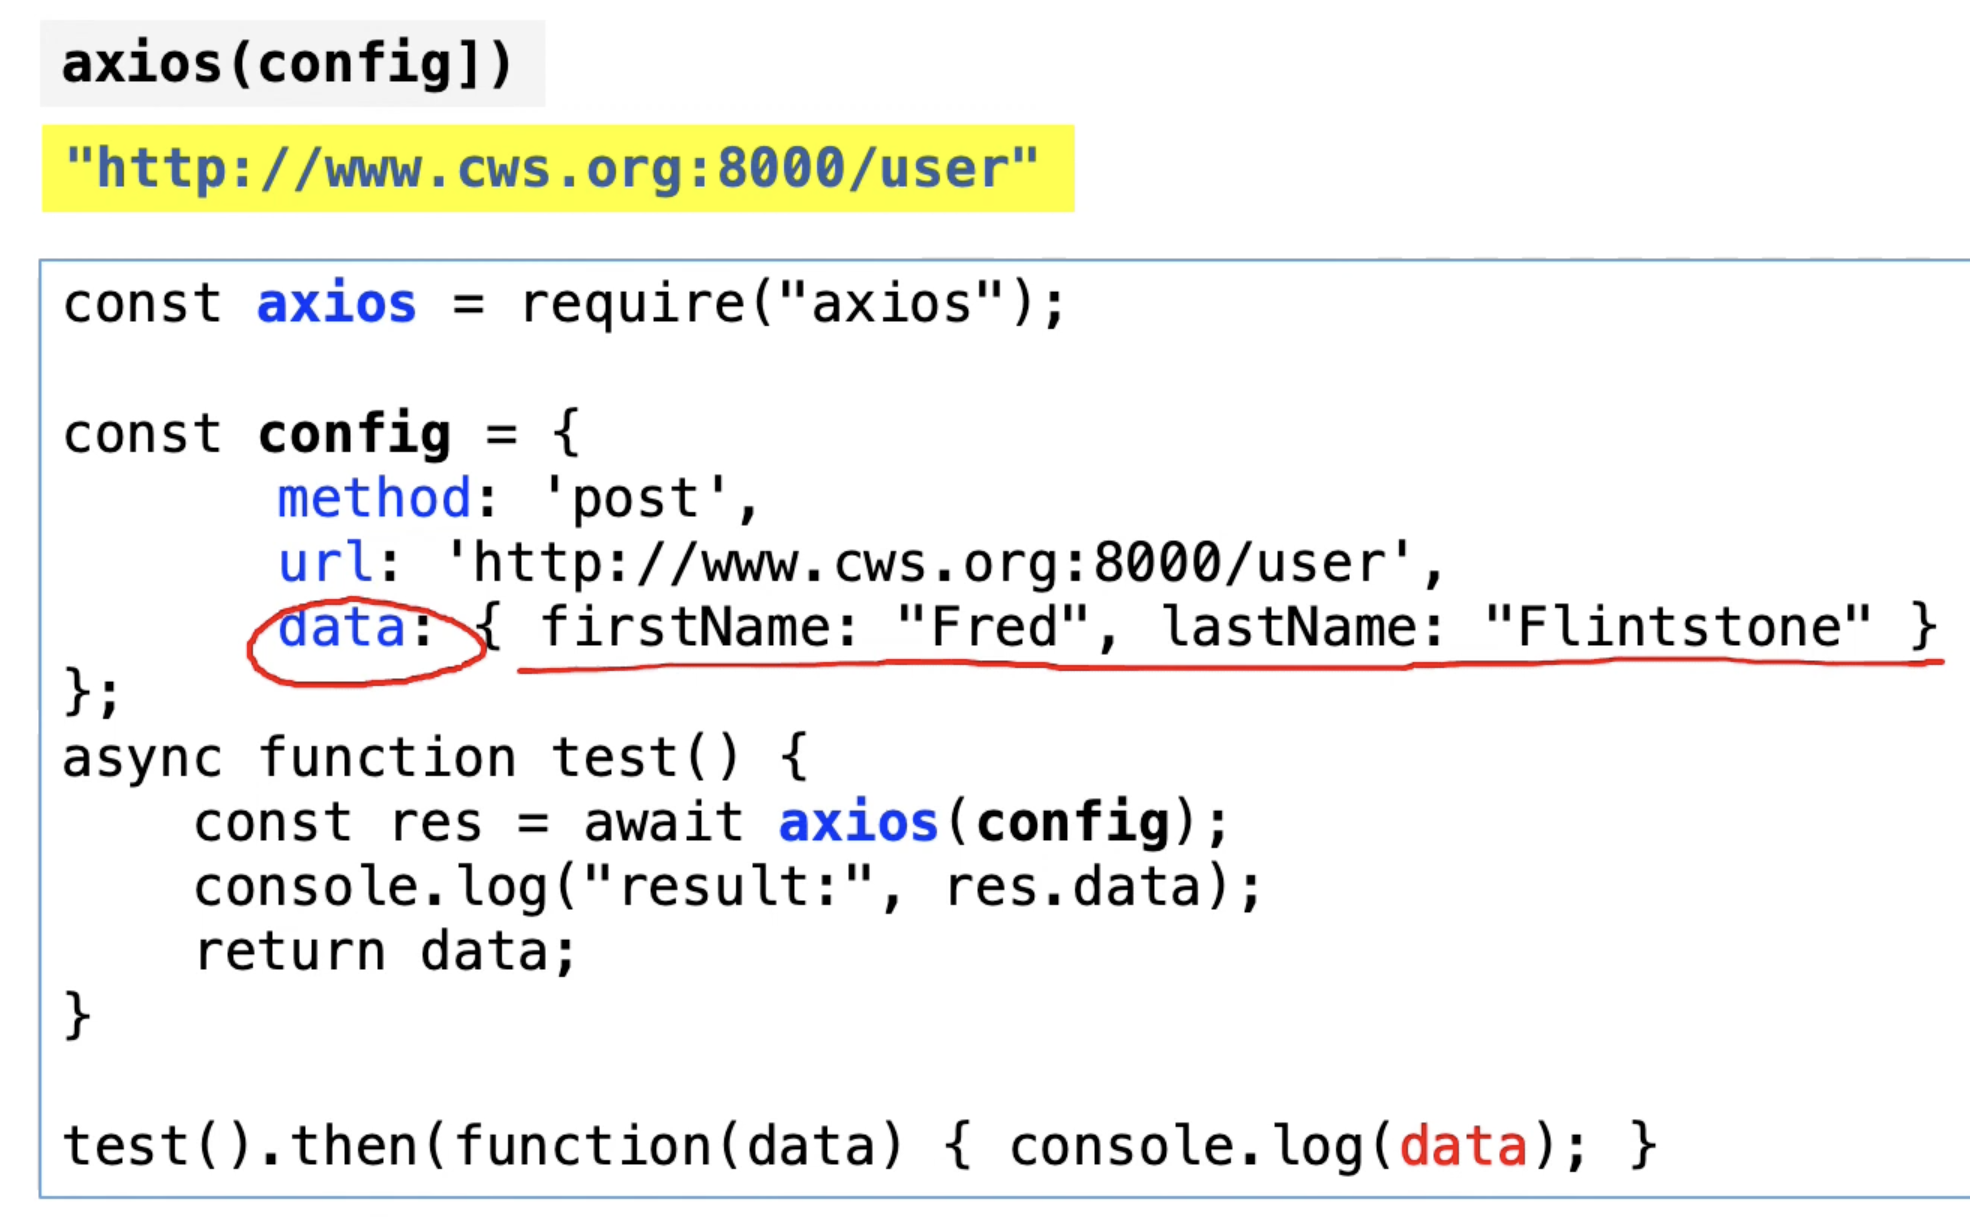 axios(config])
"http://www.cws.org:8000/user"
const axios = require("axios");
const config = {
method: 'post',
url: 'http://www.cws.org:8000/user',
data: { firstName: "Fred", lastName: "Flintstone" }
};
async function test() {
const res = await axios(config);
console.log("result:", res.data);
return data;
}
test().then(function(data) { console.log(data); }